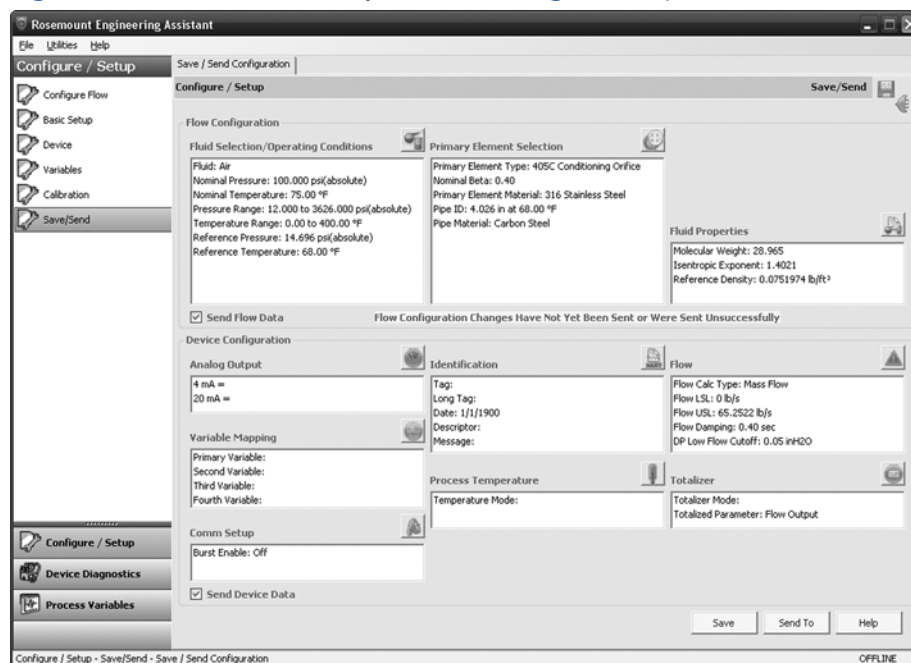 Rosemount Engineering Assistant
File Utilities Help
Configure / Setup
Configure Flow
Basic Setup
Device
Variables
Calibration
Save/Send
Configure / Setup
Device Diagnostics
Process Variables
Save / Send Configuration
Configure / Setup Save/Send
Flow Configuration
Fluid Selection/Operating Conditions
Fluid: Air
Nominal Pressure: 100.000 psi(absolute)
Nominal Temperature: 75.00 °F
Pressure Range: 12.000 to 3626.000 psi(absolute)
Temperature Range: 0.00 to 400.00 °F
Reference Pressure: 14.696 psi(absolute)
Reference Temperature: 68.00 °F
Primary Element Selection
Primary Element Type: 405C Conditioning Orifice
Nominal Beta: 0.40
Primary Element Material: 316 Stainless Steel
Pipe ID: 4.026 in at 68.00 °F
Pipe Material: Carbon Steel
Fluid Properties
Molecular Weight: 28.965
Isentropic Exponent: 1.4021
Reference Density: 0.0751974 lb/ft³
Send Flow Data
Flow Configuration Changes Have Not Yet Been Sent or Were Sent Unsuccessfully
Device Configuration
Analog Output
4 mA =
20 mA =
Variable Mapping
Primary Variable:
Second Variable:
Third Variable:
Fourth Variable:
Comm Setup
Burst Enable: Off
Identification
Tag:
Long Tag:
Date: 1/1/1900
Descriptor:
Message:
Process Temperature
Temperature Mode:
Flow
Flow Calc Type: Mass Flow
Flow LSL: 0 lb/s
Flow USL: 65.2522 lb/s
Flow Damping: 0.40 sec
DP Low Flow Cutoff: 0.05 inH2O
Totalizer
Totalizer Mode:
Totalized Parameter: Flow Output
Send Device Data
Save Send To Help
Configure / Setup - Save/Send - Save / Send Configuration OFFLINE